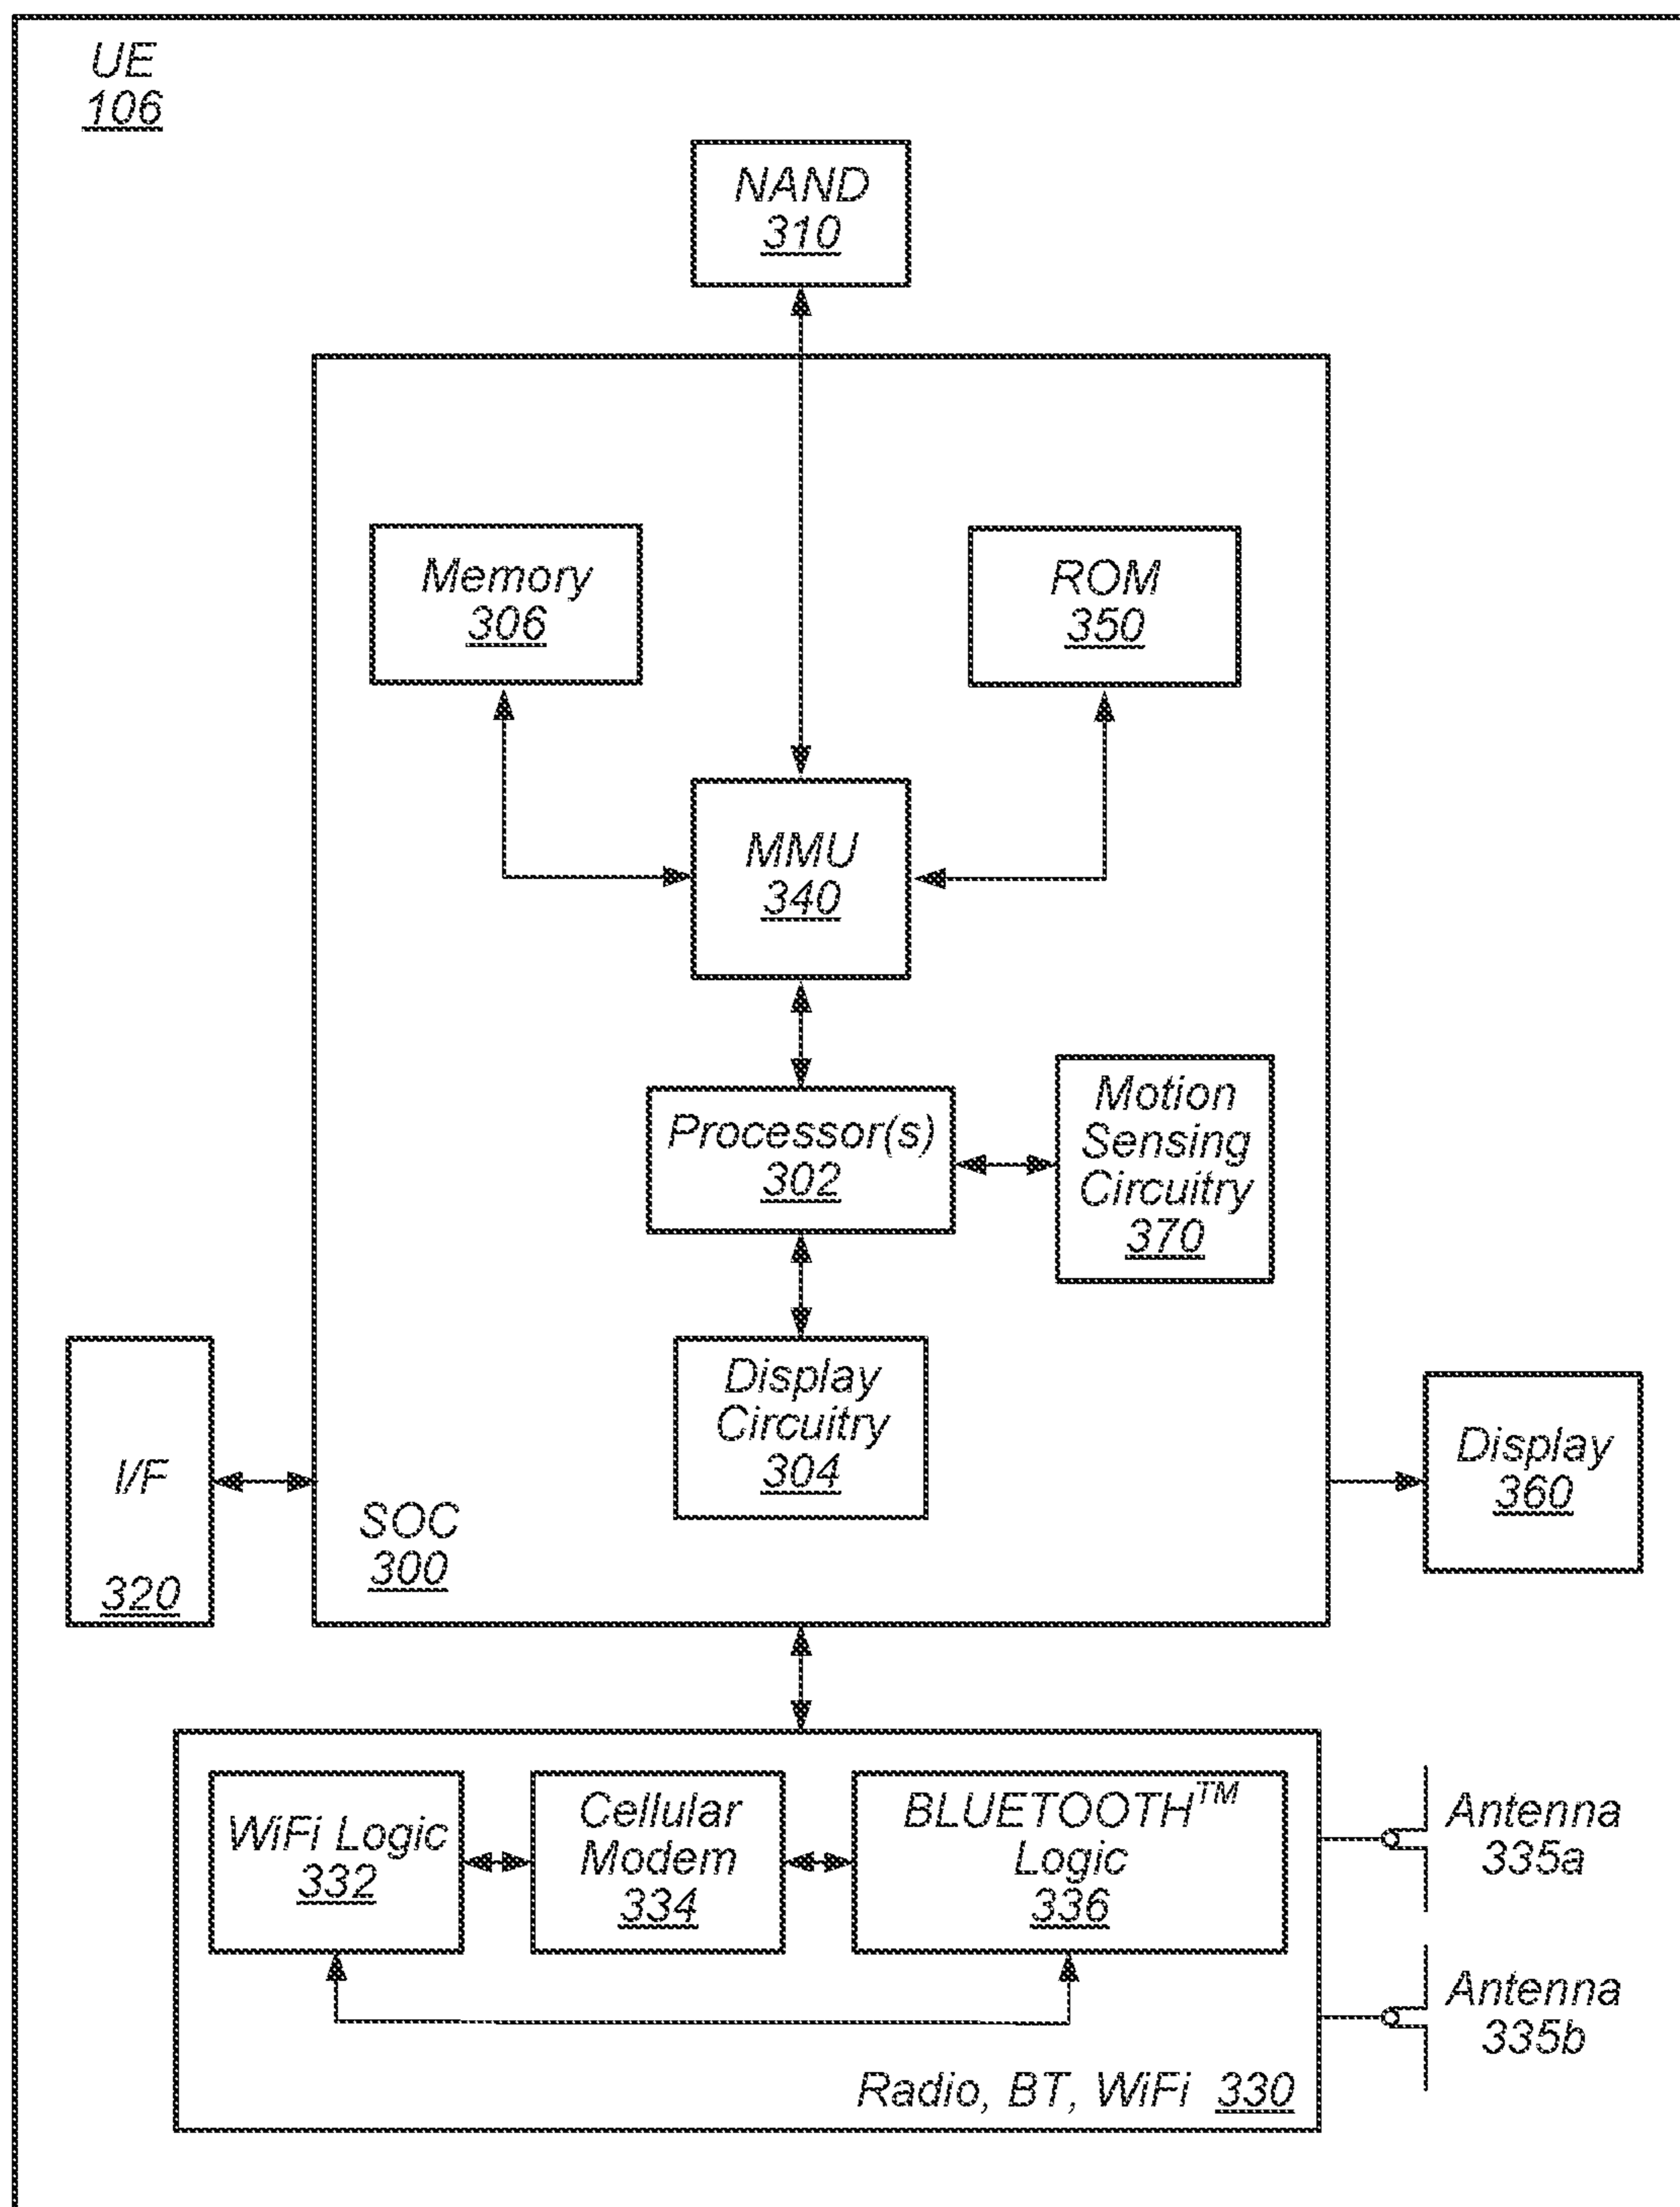 UE
106
NAND
310
Memory
306
ROM
350
MMU
340
Processor(s)
302
Motion
Sensing
Circuitry
370
Display
Circuitry
304
I/F
320
SOC
300
Display
360
WiFi Logic
332
Cellular
Modem
334
BLUETOOTH™
Logic
336
Antenna
335a
Antenna
335b
Radio, BT, WiFi 330